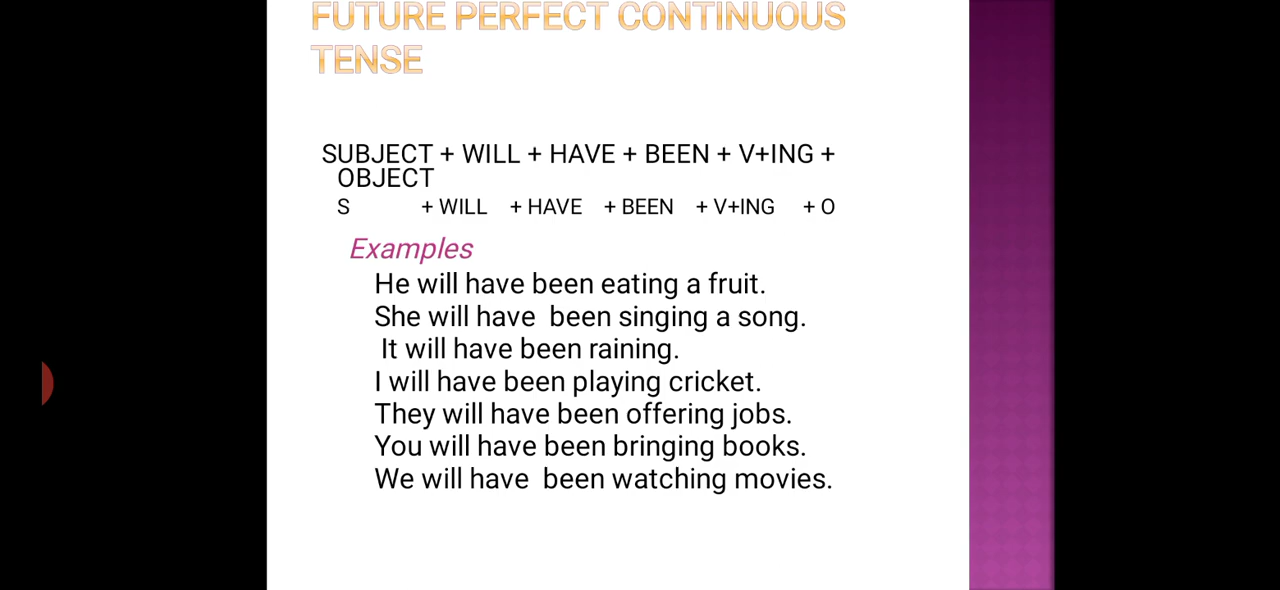 FUTURE PERFECT CONTINUOUS
TENSE
SUBJECT + WILL + HAVE + BEEN + V+ING +
OBJECT
S + WILL + HAVE + BEEN + V+ING + O
Examples
He will have been eating a fruit.
She will have been singing a song.
It will have been raining.
I will have been playing cricket.
They will have been offering jobs.
You will have been bringing books.
We will have been watching movies.